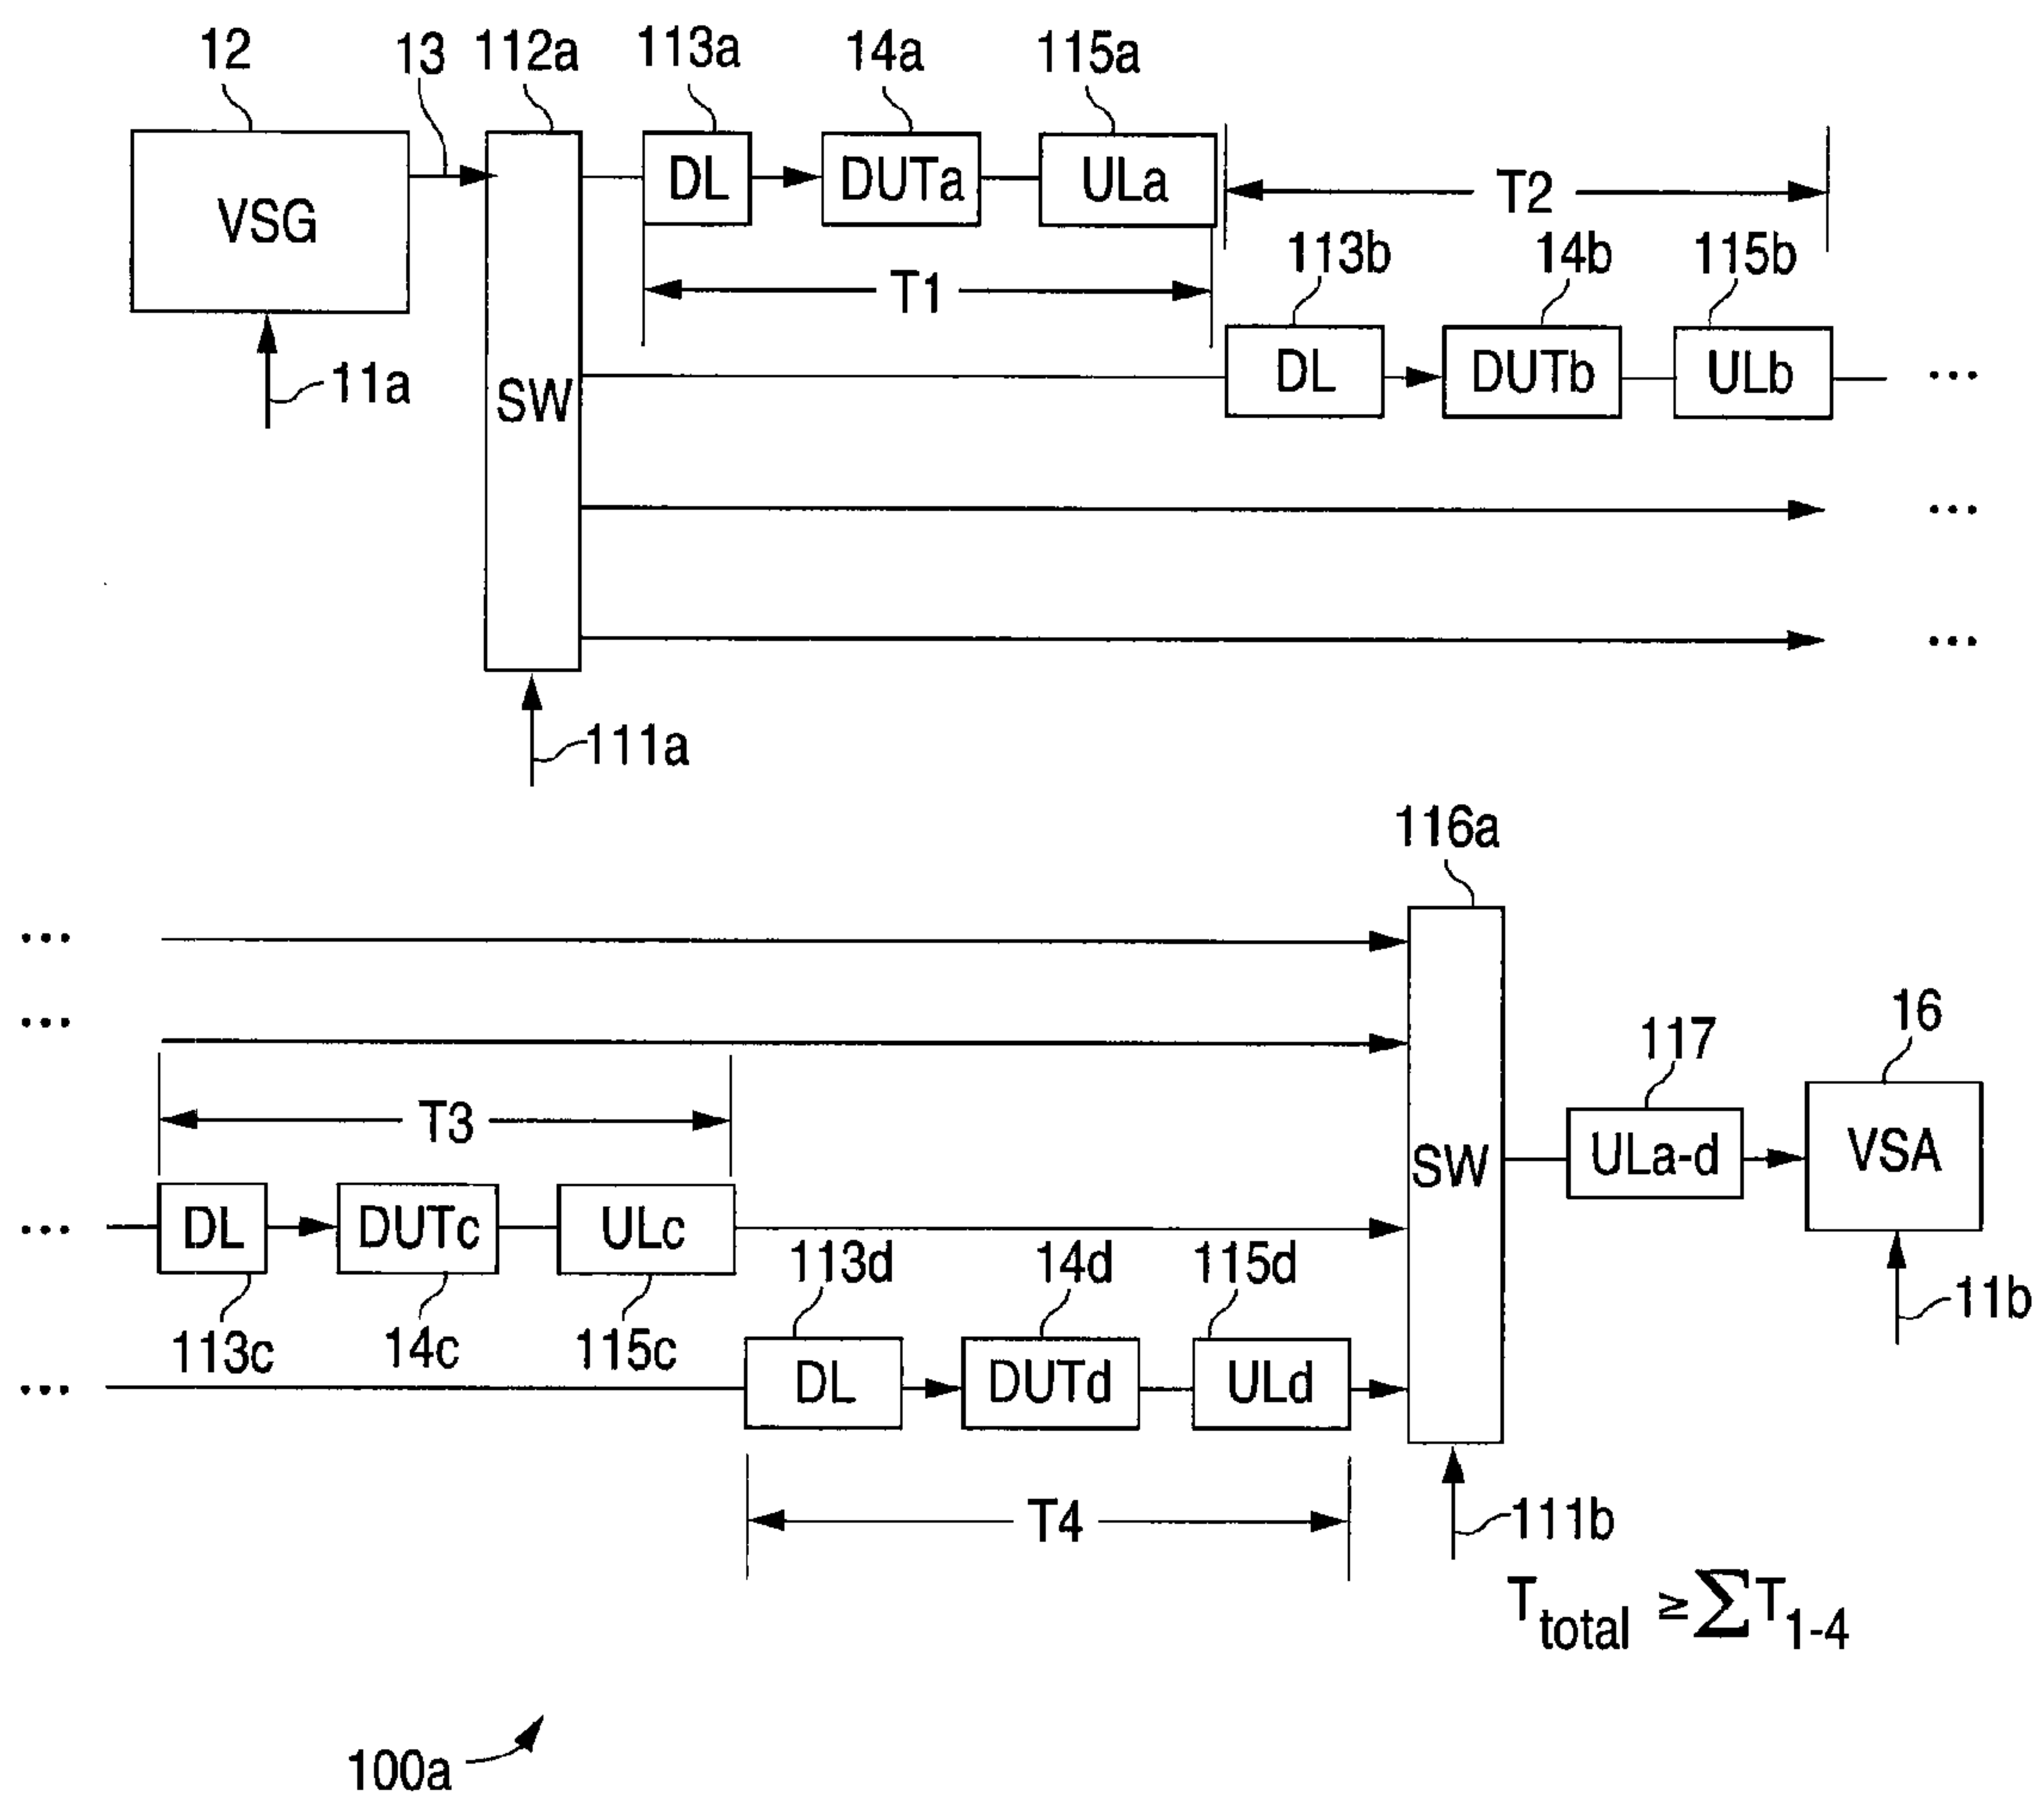 12 13 112a 113a 14a 115a
VSG DL DUTa ULa T2
T1 113b 14b 115b
11a SW DL DUTb ULb ...
...
...
111a
116a
...
... 117 16
T3 SW ULa-d VSA
... DL DUTc ULc 113d 14d 115d 11b
113c 14c 115c
... DL DUTd ULd
T4 111b
Ttotal ≥ ∑T1-4
100a